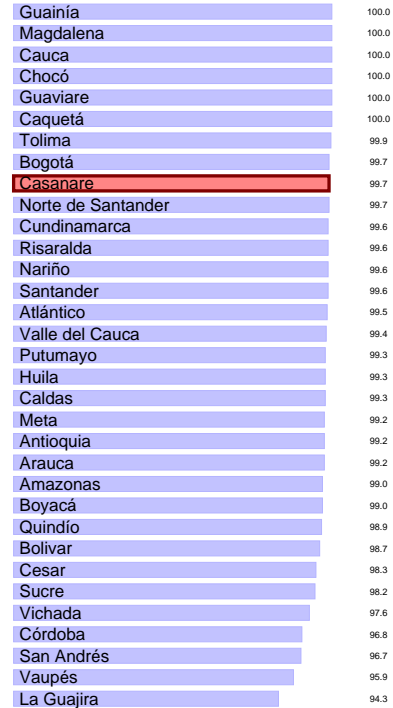 Guainía 100.0
Magdalena 100.0
Cauca 100.0
Chocó 100.0
Guaviare 100.0
Caquetá 100.0
Tolima 99.9
Bogotá 99.7
Casanare 99.7
Norte de Santander 99.7
Cundinamarca 99.6
Risaralda 99.6
Nariño 99.6
Santander 99.6
Atlántico 99.5
Valle del Cauca 99.4
Putumayo 99.3
Huila 99.3
Caldas 99.3
Meta 99.2
Antioquia 99.2
Arauca 99.2
Amazonas 99.0
Boyacá 99.0
Quindío 98.9
Bolivar 98.7
Cesar 98.3
Sucre 98.2
Vichada 97.6
Córdoba 96.8
San Andrés 96.7
Vaupés 95.9
La Guajira 94.3